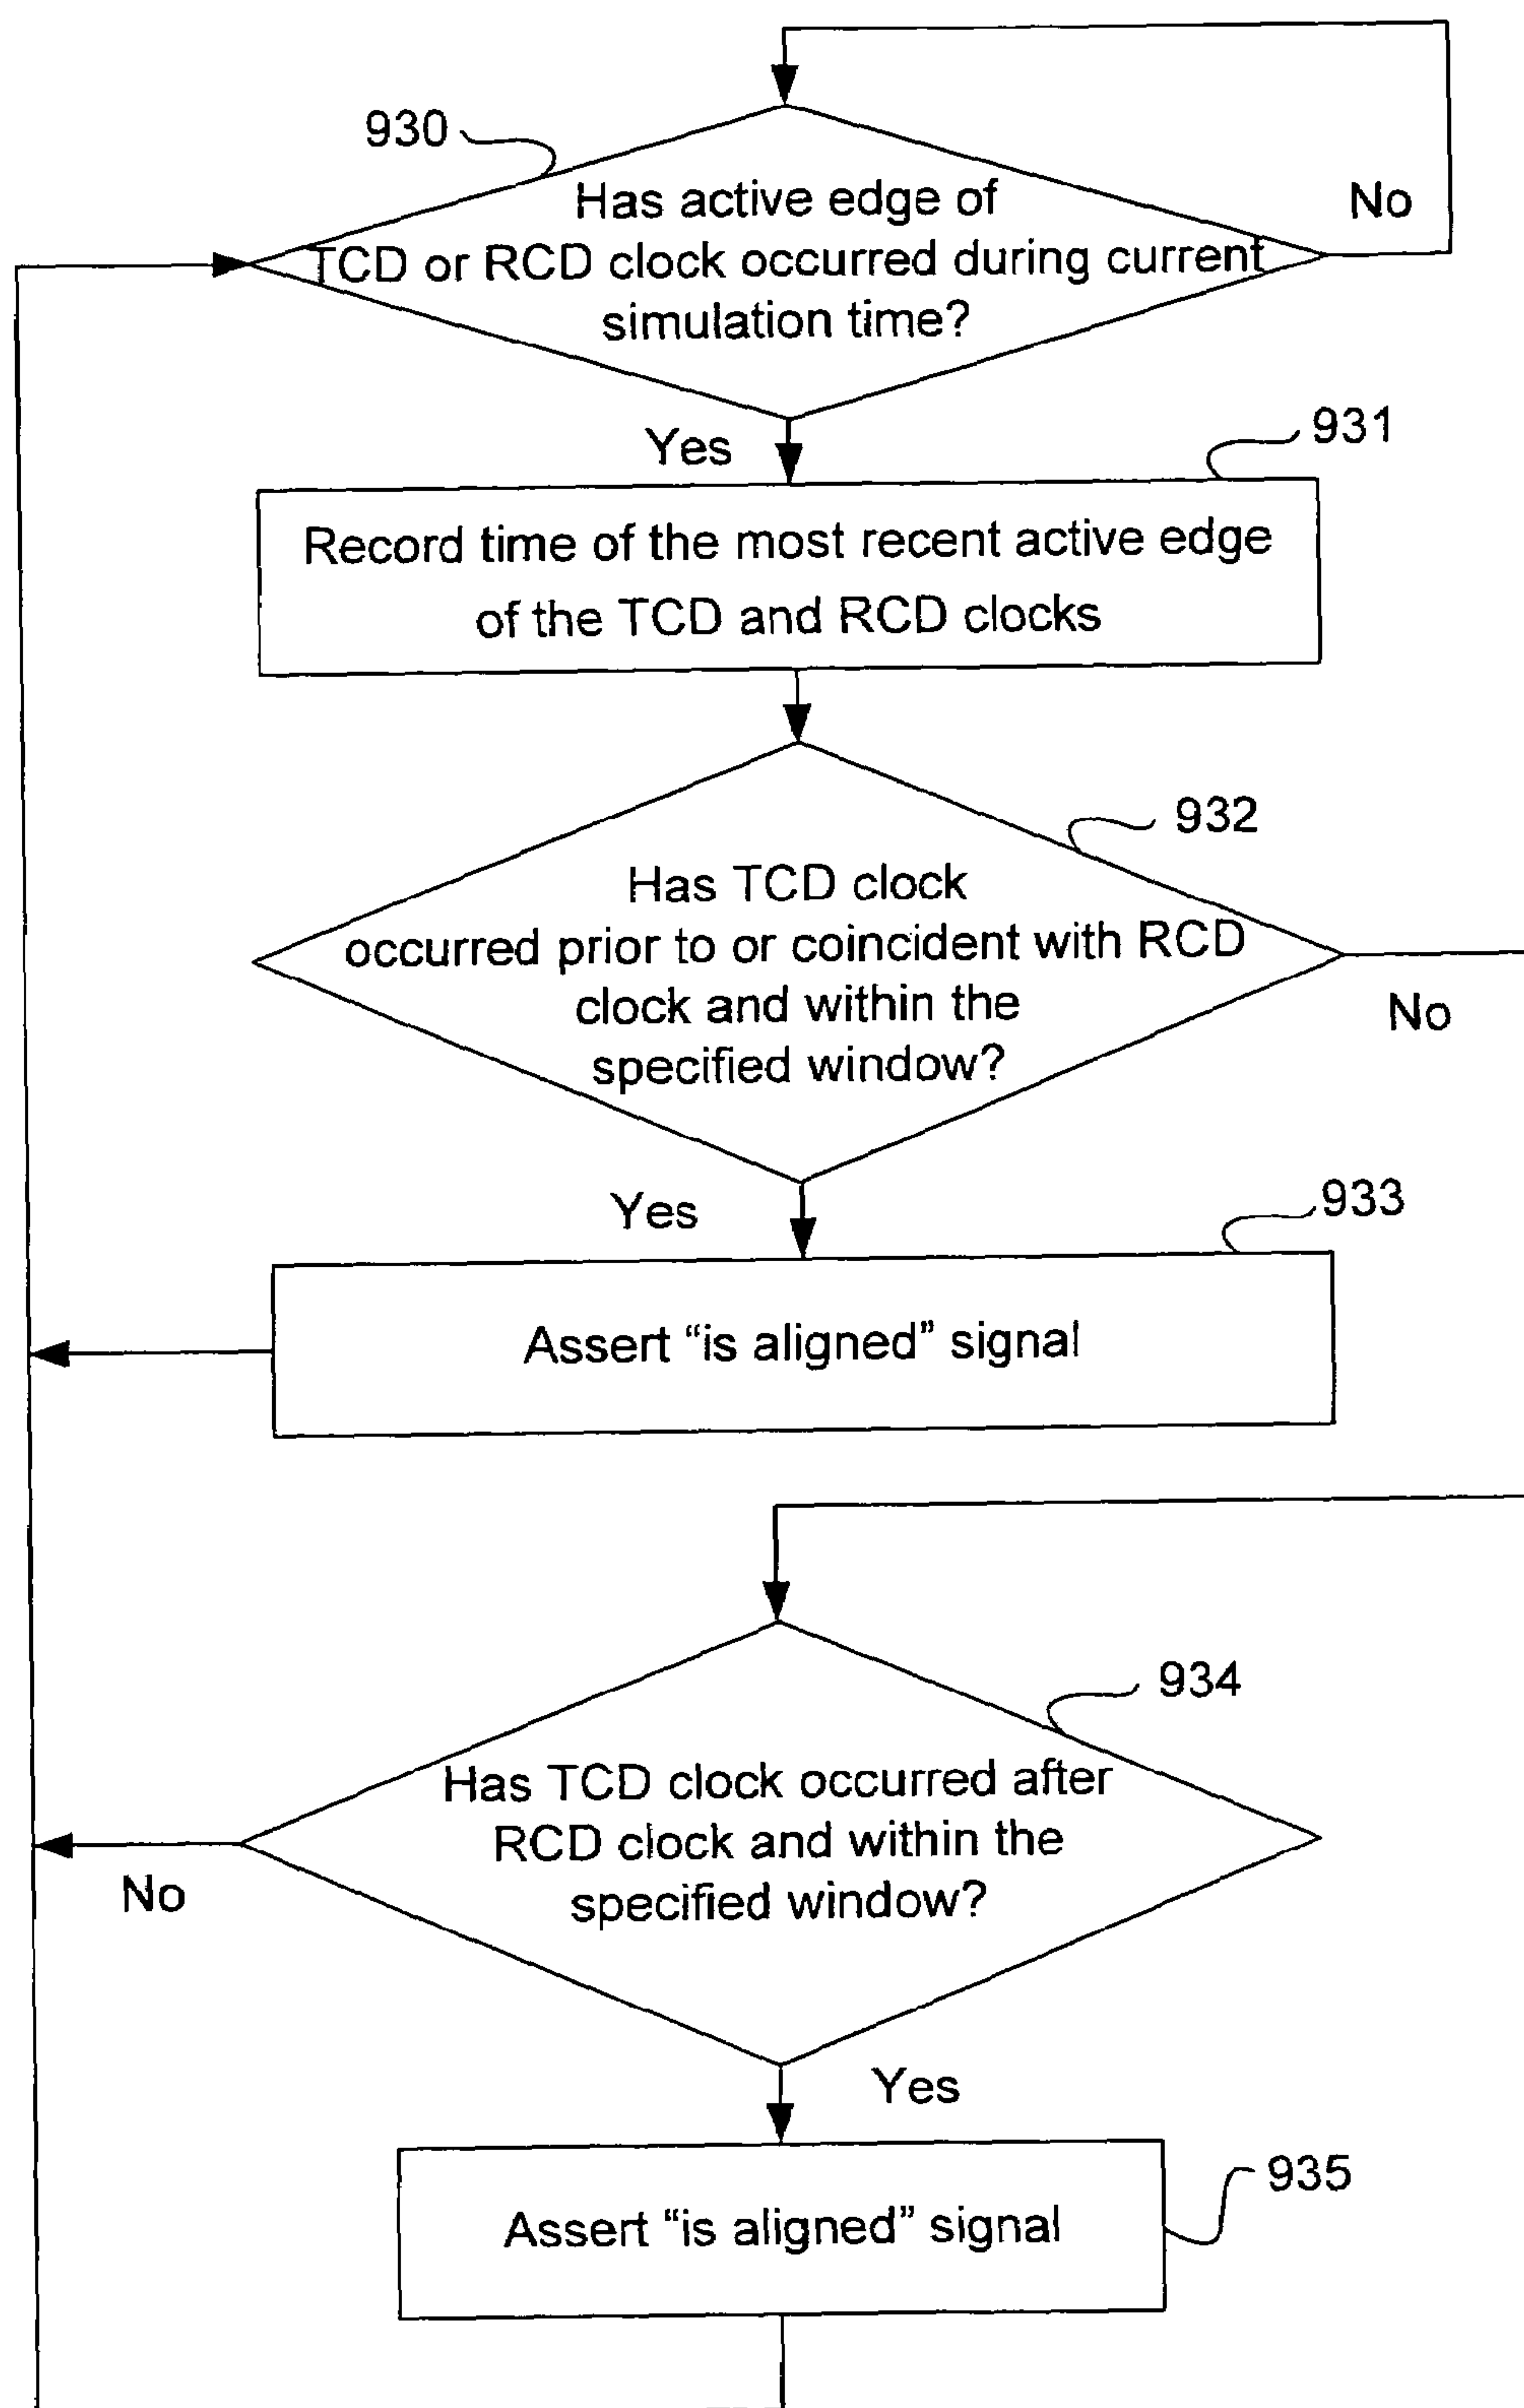 930
Has active edge of
TCD or RCD clock occurred during current
simulation time?
No
Yes
931
Record time of the most recent active edge
of the TCD and RCD clocks
932
Has TCD clock
occurred prior to or coincident with RCD
clock and within the
specified window?
No
Yes
933
Assert “is aligned” signal
934
Has TCD clock occurred after
RCD clock and within the
specified window?
No
Yes
935
Assert “is aligned” signal